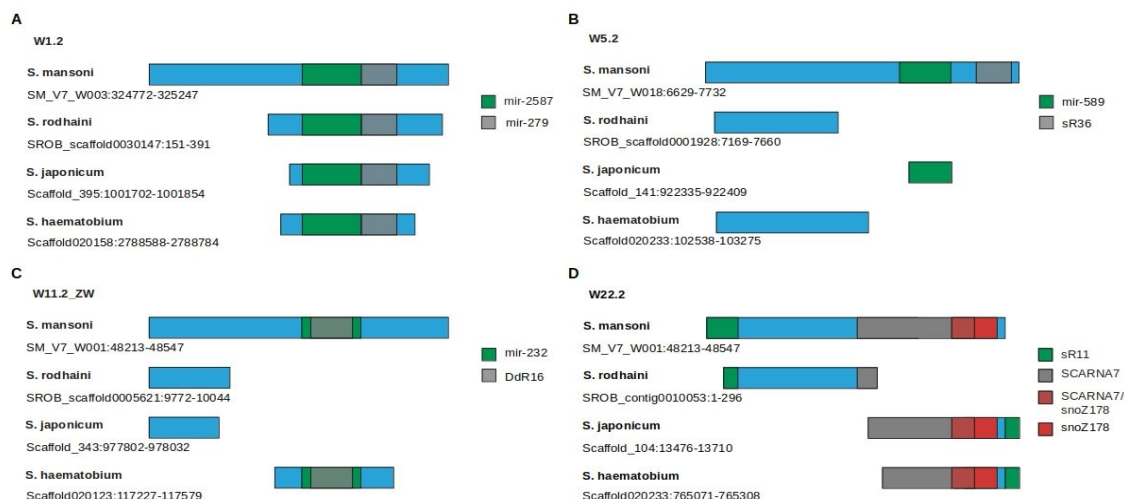 A
W1.2
S. mansoni
SM_V7_W003:324772-325247
S. rodhaini
SROB_scaffold0030147:151-391
S. japonicum
Scaffold_395:1001702-1001854
S. haematobium
Scaffold020158:2788588-2788784
mir-2587
mir-279
B
W5.2
S. mansoni
SM_V7_W018:6629-7732
S. rodhaini
SROB_scaffold0001928:7169-7660
S. japonicum
Scaffold_141:922335-922409
S. haematobium
Scaffold020233:102538-103275
mir-589
sR36
C
W11.2_ZW
S. mansoni
SM_V7_W001:48213-48547
S. rodhaini
SROB_scaffold0005621:9772-10044
S. japonicum
Scaffold_343:977802-978032
S. haematobium
Scaffold020123:117227-117579
mir-232
DdR16
D
W22.2
S. mansoni
SM_V7_W001:48213-48547
S. rodhaini
SROB_contig0010053:1-296
S. japonicum
Scaffold_104:13476-13710
S. haematobium
Scaffold020233:765071-765308
sR11
SCARNA7
SCARNA7/
snoZ178
snoZ178